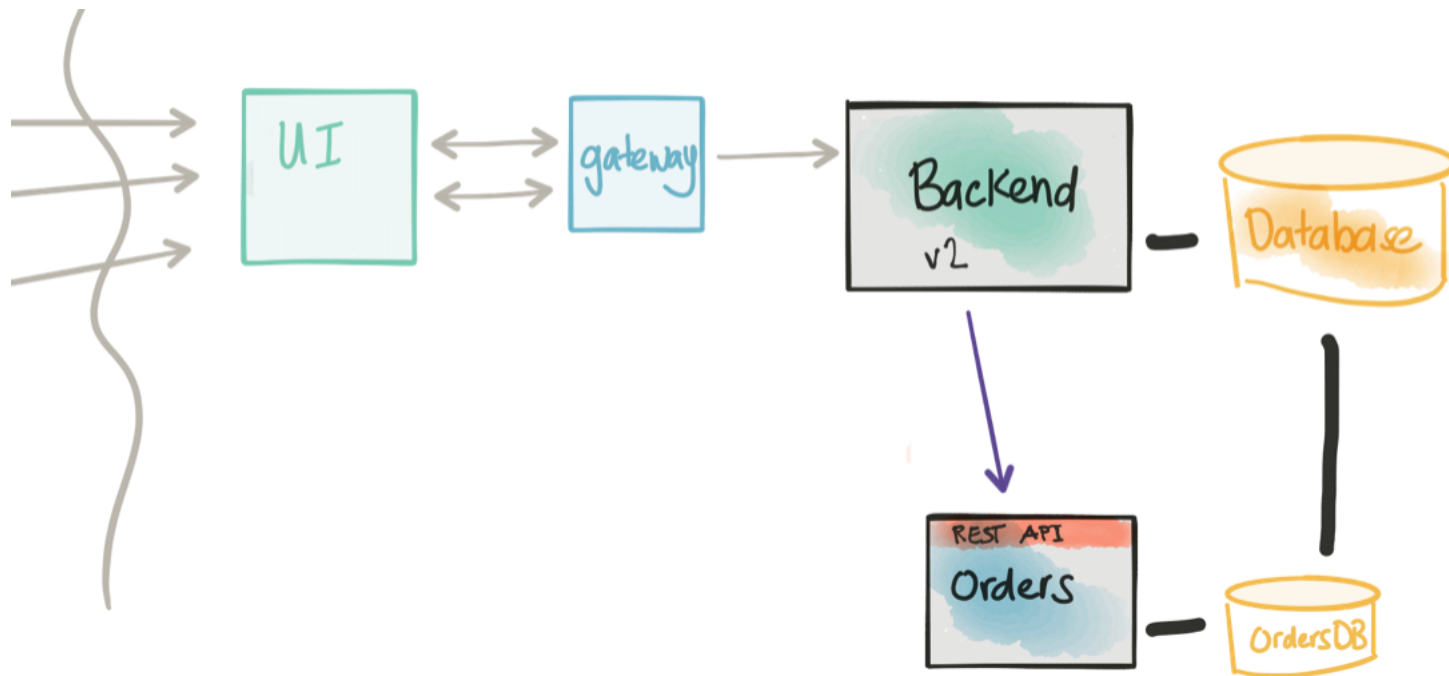 UI
gateway
Backend
v2
Database
REST API
Orders
OrdersDB